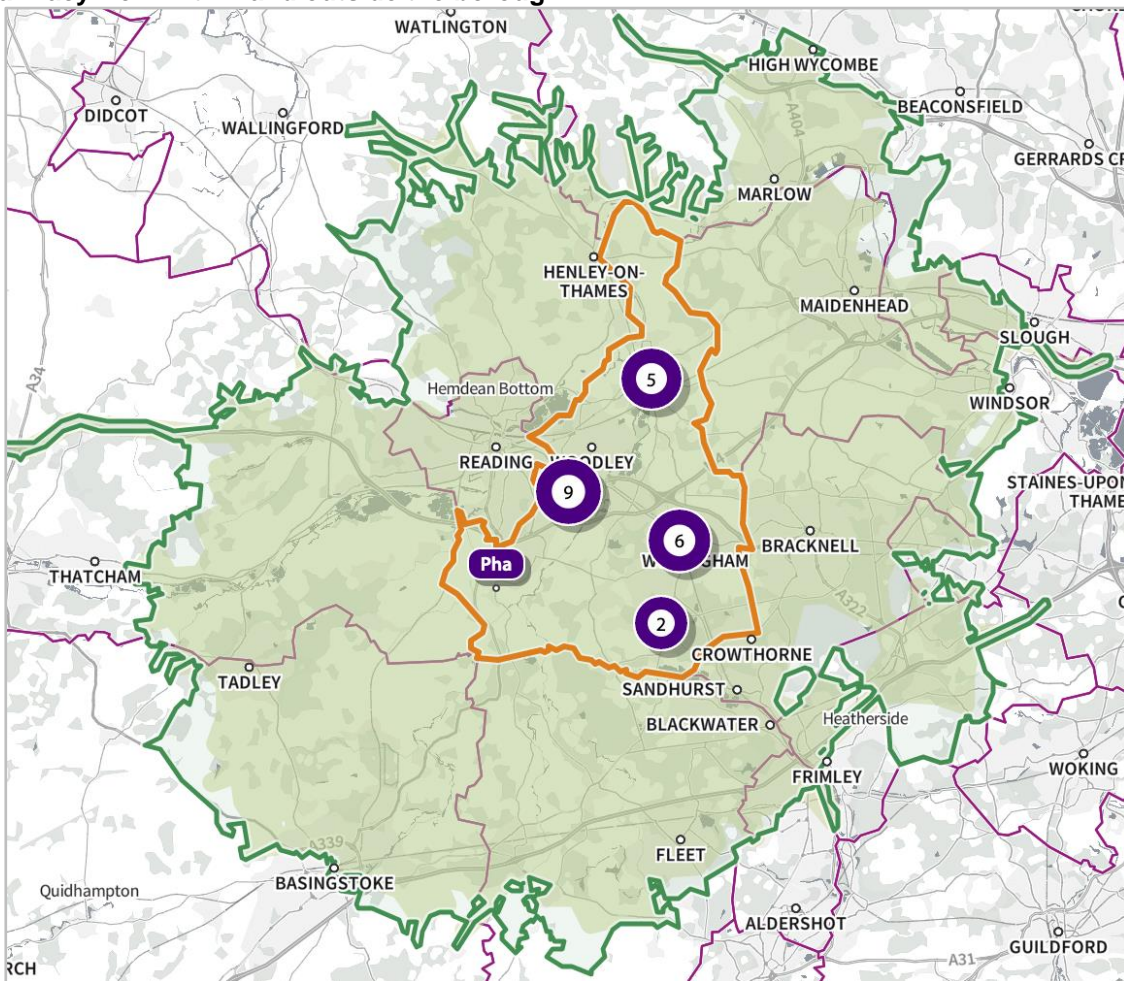 WATLINGTON
HIGH WYCOMBE
DIDCOT
WALLINGFORD
BEACONSFIELD
A404
GERRARDS CR
MARLOW
HENLEY-ON-
THAMES
MAIDENHEAD
SLOUGH
A34
Hemdean Bottom
5
WINDSOR
READING
WOODLEY
4
9
STAINES-UPON
THAME
6
BRACKNELL
Pha
THATCHAM
A322
2
CROWTHORNE
TADLEY
SANDHURST
BLACKWATER
Heatherside
FRIMLEY
WOKING
A339
FLEET
BASINGSTOKE
Quidhampton
ALDERSHOT
GUILDFORD
A31
RCH